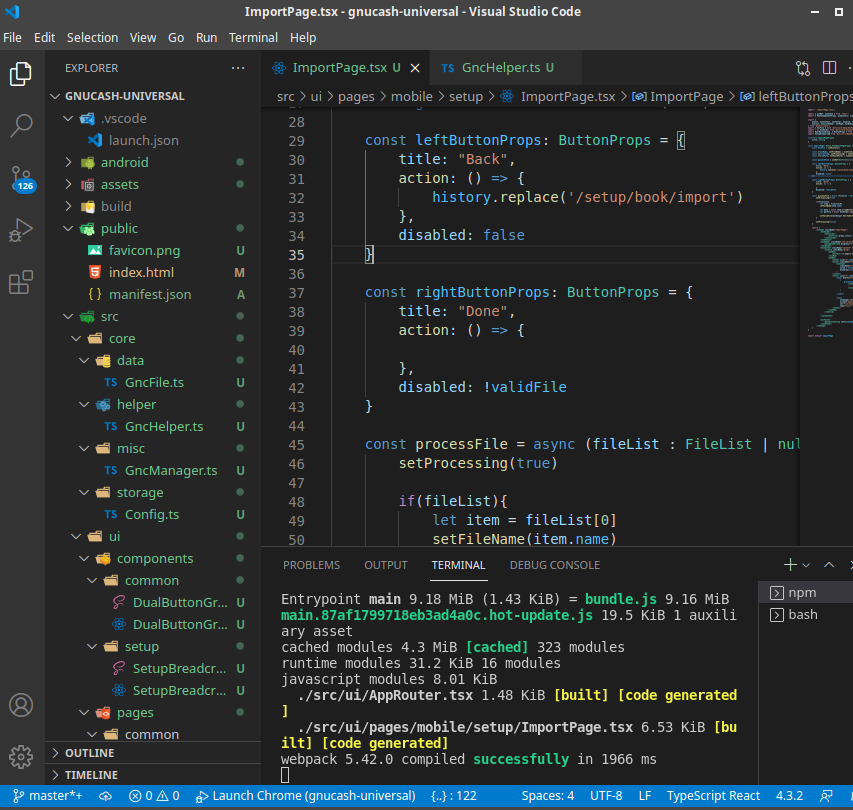 ImportPage.tsx - gnucash-universal - Visual Studio Code
File Edit Selection View Go Run Terminal Help
EXPLORER
GNUCASH-UNIVERSAL
.vscode
launch.json
android
assets
build
public
favicon.png U
index.html M
manifest.json A
src
core
data
TS GncFile.ts U
helper
TS GncHelper.ts U
misc
TS GncManager.ts U
storage
TS Config.ts U
ui
components
common
DualButtonGr... U
DualButtonGr... U
setup
SetupBreadcr... U
SetupBreadcr... U
pages
common
OUTLINE
TIMELINE
126
ImportPage.tsx U
TS GncHelper.ts U
src > ui > pages > mobile > setup > ImportPage.tsx > ImportPage > leftButtonProps
28
29 const leftButtonProps: ButtonProps = {
30 title: "Back",
31 action: () => {
32 history.replace('/setup/book/import')
33 },
34 disabled: false
35 }
36
37 const rightButtonProps: ButtonProps = {
38 title: "Done",
39 action: () => {
40
41 },
42 disabled: !validFile
43 }
44
45 const processFile = async (fileList : FileList | nul
46 setProcessing(true)
47
48 if(fileList){
49 let item = fileList[0]
50 setFileName(item.name)
PROBLEMS OUTPUT TERMINAL DEBUG CONSOLE
Entrypoint main 9.18 MiB (1.43 KiB) = bundle.js 9.16 MiB
main.87af1799718eb3ad4a0c.hot-update.js 19.5 KiB 1 auxili
ary asset
cached modules 4.3 MiB [cached] 323 modules
runtime modules 31.2 KiB 16 modules
javascript modules 8.01 KiB
./src/ui/AppRouter.tsx 1.48 KiB [built] [code generated
]
./src/ui/pages/mobile/setup/ImportPage.tsx 6.53 KiB [bu
ilt] [code generated]
webpack 5.42.0 compiled successfully in 1966 ms
npm
bash
master*+ 0 0 Launch Chrome (gnucash-universal) {..} : 122 Spaces: 4 UTF-8 LF TypeScript React 4.3.2